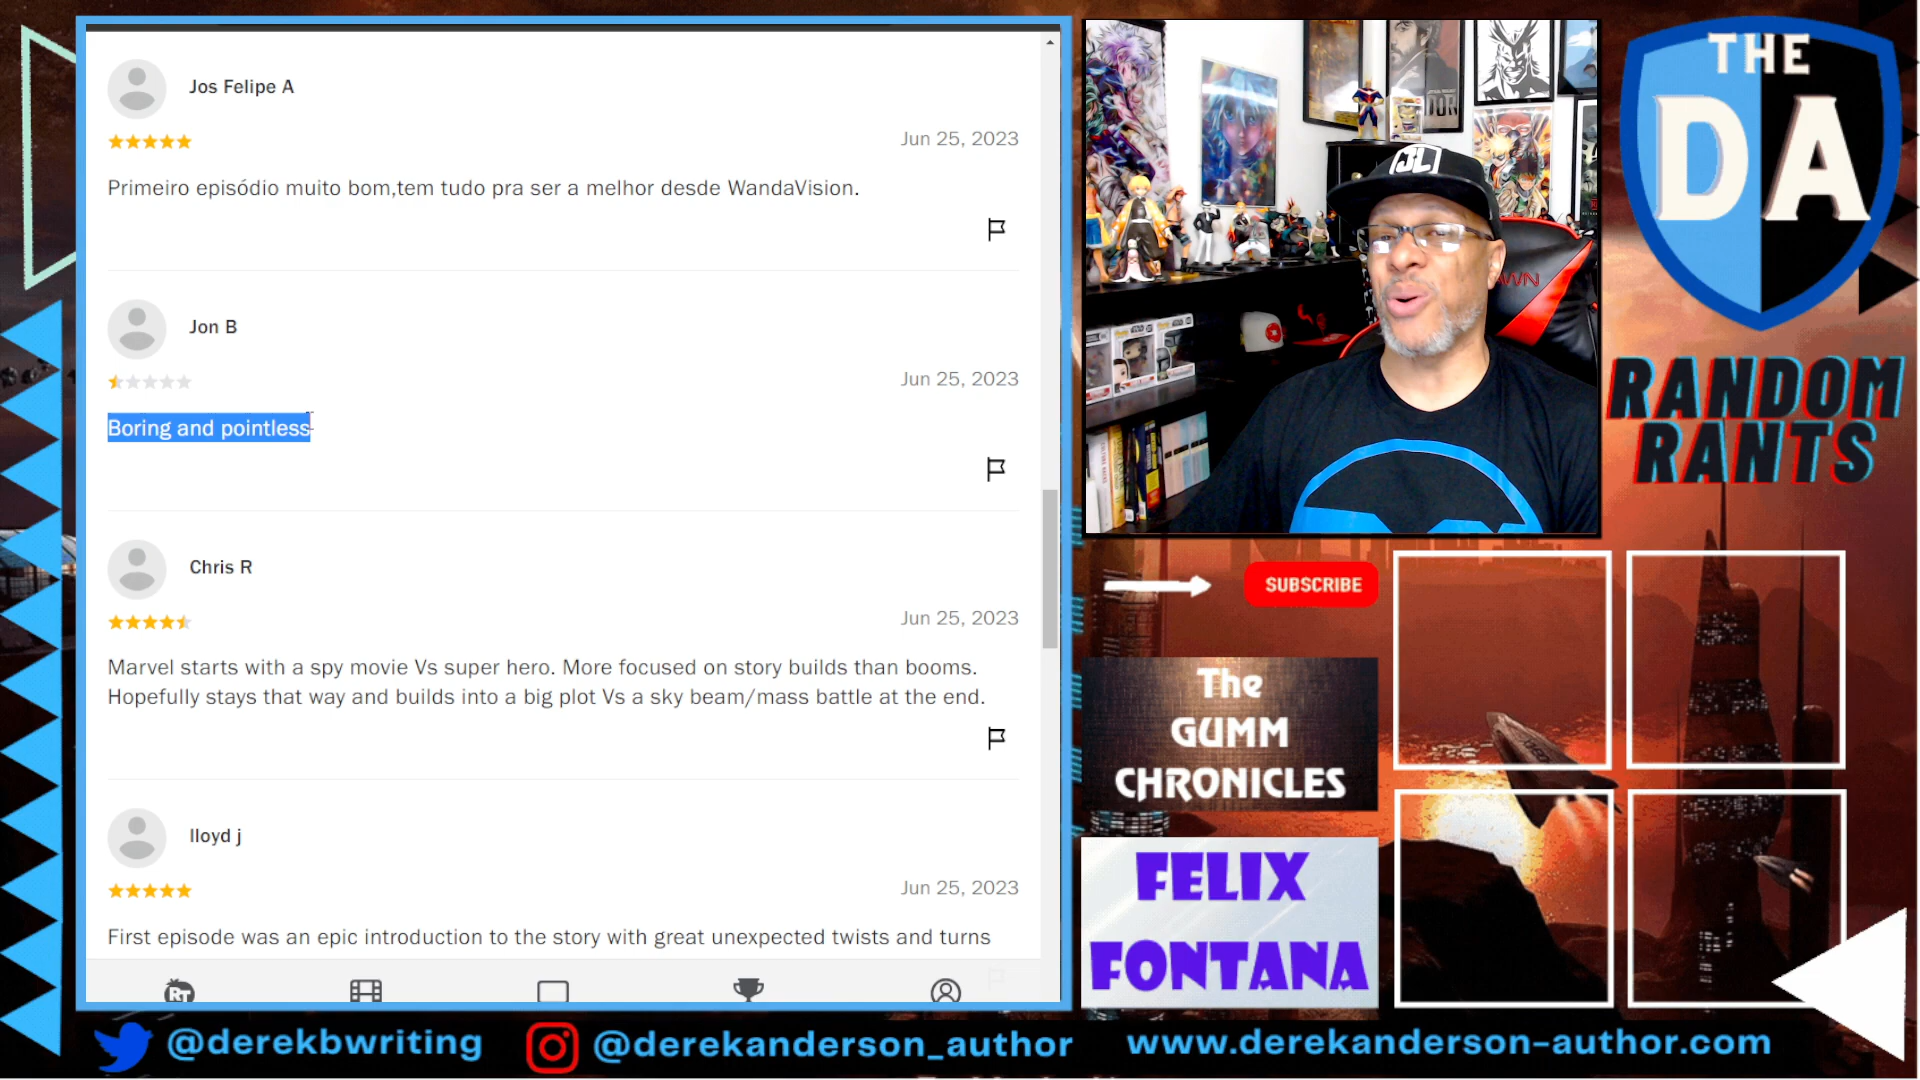 Jos Felipe A
Jun 25, 2023
Primeiro episódio muito bom,tem tudo pra ser a melhor desde WandaVision.
Jon B
Jun 25, 2023
Boring and pointless
Chris R
Jun 25, 2023
Marvel starts with a spy movie Vs super hero. More focused on story builds than booms.
Hopefully stays that way and builds into a big plot Vs a sky beam/mass battle at the end.
lloyd j
Jun 25, 2023
First episode was an epic introduction to the story with great unexpected twists and turns
RT
JL
THE
DA
RANDOM
RANTS
SUBSCRIBE
The
GUMM
CHRONICLES
FELIX
FONTANA
@derekbwriting
@derekanderson_author
www.derekanderson-author.com